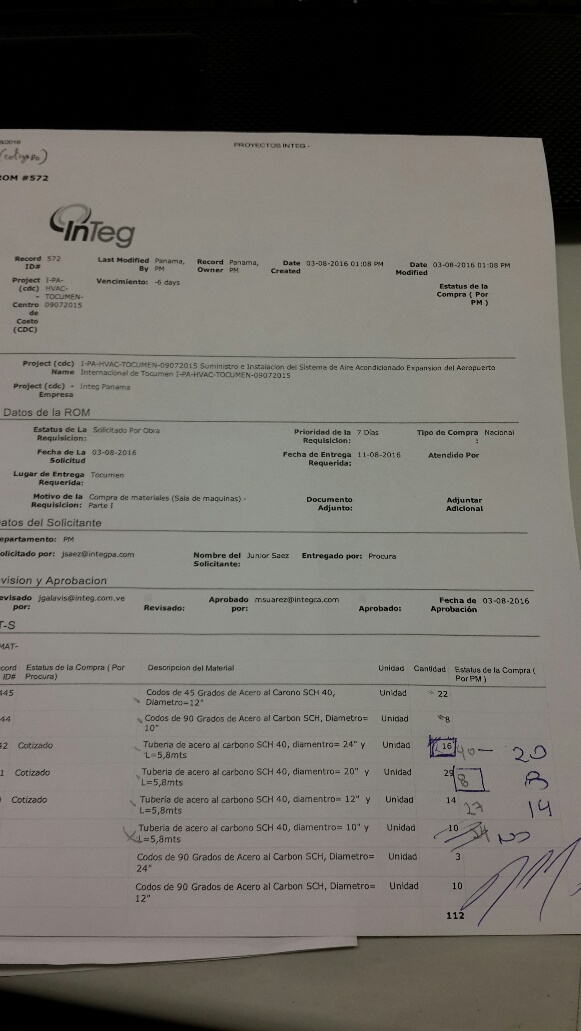 8/2016
PROYECTOS INTEG -
(cotizado)
ROM #572
InTeg
Record ID# 572 Last Modified By Panama, PM Record Owner Panama, PM Date Created 03-08-2016 01:08 PM Date Modified 03-08-2016 01:08 PM
Project (cdc) - Centro de Costo (CDC) I-PA-HVAC-TOCUMEN-09072015 Vencimiento: -6 days Estatus de la Compra ( Por PM )
Project (cdc) Name I-PA-HVAC-TOCUMEN-09072015 Suministro e Instalacion del Sistema de Aire Acondicionado Expansion del Aeropuerto
Internacional de Tocumen I-PA-HVAC-TOCUMEN-09072015
Project (cdc) - Empresa Integ Panama
Datos de la ROM
Estatus de La Requisicion: Solicitado Por Obra Prioridad de la Requisicion: 7 Dias Tipo de Compra : Nacional
Fecha de La Solicitud 03-08-2016 Fecha de Entrega Requerida: 11-08-2016 Atendido Por
Lugar de Entrega Requerida: Tocumen
Motivo de la Requisicion: Compra de materiales (Sala de maquinas) - Parte I Documento Adjunto: Adjuntar Adicional
atos del Solicitante
epartamento: PM
olicitado por: jsaez@integpa.com Nombre del Solicitante: Junior Saez Entregado por: Procura
vision y Aprobacion
evisado por: jgalavis@integ.com.ve Revisado: Aprobado por: msuarez@integca.com Aprobado: Fecha de Aprobación 03-08-2016
T-S
MAT-
cord ID# Estatus de la Compra ( Por Procura) Descripcion del Material Unidad Cantidad Estatus de la Compra ( Por PM )
445 Codos de 45 Grados de Acero al Carono SCH 40, Diametro=12" Unidad 22
44 Codos de 90 Grados de Acero al Carbon SCH, Diametro= 10" Unidad 8
42 Cotizado Tuberia de acero al carbono SCH 40, diamentro= 24" y L=5,8mts Unidad 16 40 — 20
1 Cotizado Tuberia de acero al carbono SCH 40, diamentro= 20" y L=5,8mts Unidad 29 8 8
Cotizado Tuberia de acero al carbono SCH 40, diamentro= 12" y L=5,8mts Unidad 14 27 14
Tuberia de acero al carbono SCH 40, diamentro= 10" y L=5,8mts Unidad 10 NO
Codos de 90 Grados de Acero al Carbon SCH, Diametro= 24" Unidad 3
Codos de 90 Grados de Acero al Carbon SCH, Diametro= 12" Unidad 10
112